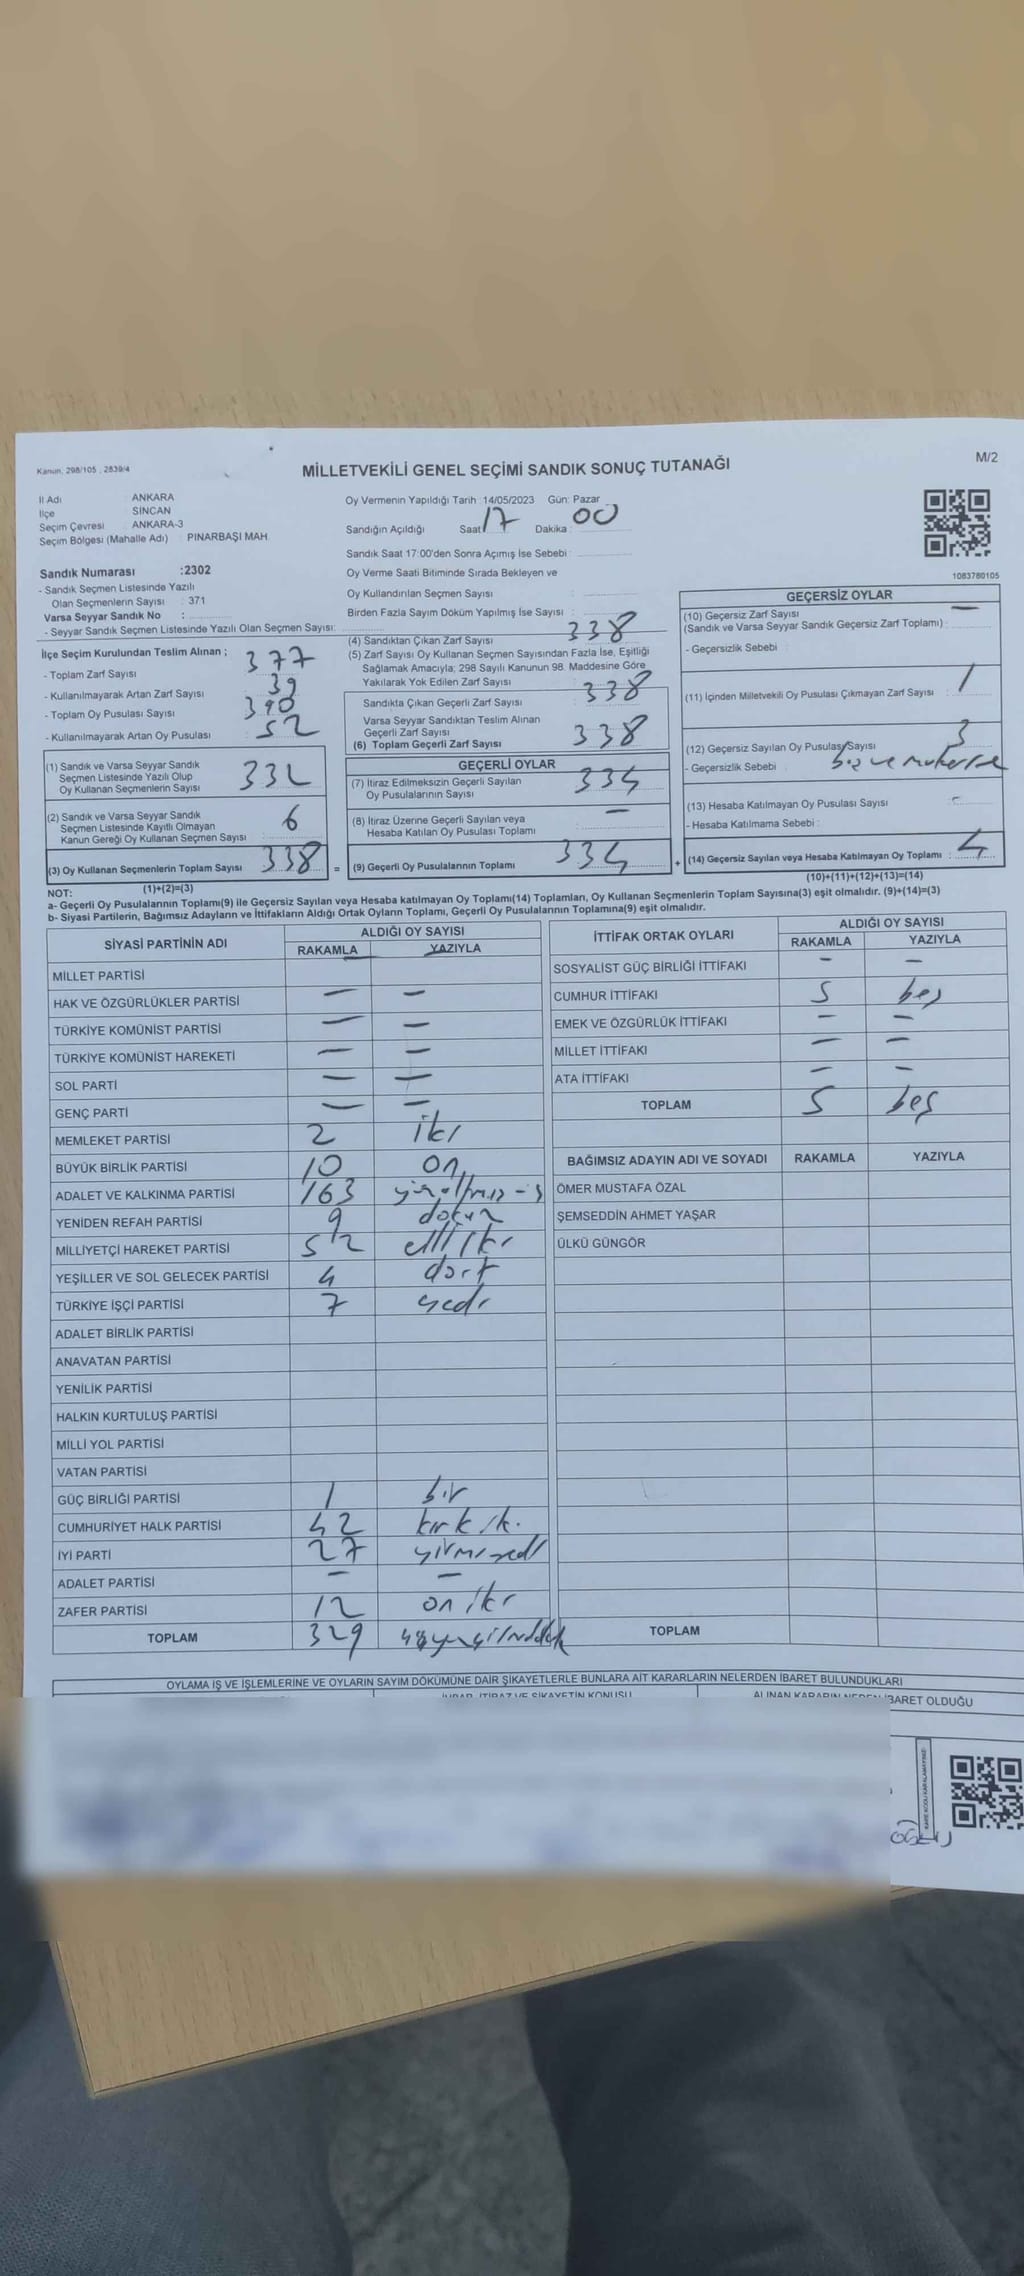 Kanun, 298/105 , 2839/4
MİLLETVEKİLİ GENEL SEÇİMİ SANDIK SONUÇ TUTANAĞI
M/2
İl Adı ANKARA
İlçe SİNCAN
Seçim Çevresi : ANKARA-3
Seçim Bölgesi (Mahalle Adı) : PINARBAŞI MAH.
Sandık Numarası :2302
- Sandık Seçmen Listesinde Yazılı
Olan Seçmenlerin Sayısı : 371
Varsa Seyyar Sandık No :
- Seyyar Sandık Seçmen Listesinde Yazılı Olan Seçmen Sayısı:
Oy Vermenin Yapıldığı Tarih :14/05/2023 Gün: Pazar
Sandığın Açıldığı Saat 17 Dakika : 00
Sandık Saat 17:00'den Sonra Açımış İse Sebebi :
Oy Verme Saati Bitiminde Sırada Bekleyen ve
Oy Kullandırılan Seçmen Sayısı :
Birden Fazla Sayım Döküm Yapılmış İse Sayısı :
1083780105
İlçe Seçim Kurulundan Teslim Alınan ;
- Toplam Zarf Sayısı : 377
- Kullanılmayarak Artan Zarf Sayısı : 39
- Toplam Oy Pusulası Sayısı : 390
- Kullanılmayarak Artan Oy Pusulası : 52
(1) Sandık ve Varsa Seyyar Sandık
Seçmen Listesinde Yazılı Olup
Oy Kullanan Seçmenlerin Sayısı 332
(2) Sandık ve Varsa Seyyar Sandık
Seçmen Listesinde Kayıtlı Olmayan
Kanun Gereği Oy Kullanan Seçmen Sayısı 6
(3) Oy Kullanan Seçmenlerin Toplam Sayısı 338 =
(1)+(2)=(3)
(4) Sandıktan Çıkan Zarf Sayısı 338
(5) Zarf Sayısı Oy Kullanan Seçmen Sayısından Fazla İse, Eşitliği
Sağlamak Amacıyla; 298 Sayılı Kanunun 98. Maddesine Göre
Yakılarak Yok Edilen Zarf Sayısı
Sandıkta Çıkan Geçerli Zarf Sayısı : 338
Varsa Seyyar Sandıktan Teslim Alınan
Geçerli Zarf Sayısı
(6) Toplam Geçerli Zarf Sayısı 338
GEÇERLİ OYLAR
(7) İtiraz Edilmeksizin Geçerli Sayılan
Oy Pusulalarının Sayısı 334
(8) İtiraz Üzerine Geçerli Sayılan veya
Hesaba Katılan Oy Pusulası Toplamı —
(9) Geçerli Oy Pusulalarının Toplamı 334 +
GEÇERSİZ OYLAR
(10) Geçersiz Zarf Sayısı —
(Sandık ve Varsa Seyyar Sandık Geçersiz Zarf Toplamı) :
- Geçersizlik Sebebi :
(11) İçinden Milletvekili Oy Pusulası Çıkmayan Zarf Sayısı : 1
(12) Geçersiz Sayılan Oy Pusulası Sayısı 3
- Geçersizlik Sebebi :
(13) Hesaba Katılmayan Oy Pusulası Sayısı : -
- Hesaba Katılmama Sebebi :
(14) Geçersiz Sayılan veya Hesaba Katılmayan Oy Toplamı : 4
(10)+(11)+(12)+(13)=(14)
NOT:
a- Geçerli Oy Pusulalarının Toplamı(9) ile Geçersiz Sayılan veya Hesaba katılmayan Oy Toplamı(14) Toplamları, Oy Kullanan Seçmenlerin Toplam Sayısına(3) eşit olmalıdır. (9)+(14)=(3)
b- Siyasi Partilerin, Bağımsız Adayların ve İttifakların Aldığı Ortak Oyların Toplamı, Geçerli Oy Pusulalarının Toplamına(9) eşit olmalıdır.
SİYASİ PARTİNİN ADI
ALDIĞI OY SAYISI
RAKAMLA YAZIYLA
MİLLET PARTİSİ
HAK VE ÖZGÜRLÜKLER PARTİSİ — —
TÜRKİYE KOMÜNİST PARTİSİ — —
TÜRKİYE KOMÜNİST HAREKETİ — —
SOL PARTİ — —
GENÇ PARTİ — —
MEMLEKET PARTİSİ 2 iki
BÜYÜK BİRLİK PARTİSİ 10 on
ADALET VE KALKINMA PARTİSİ 163
YENİDEN REFAH PARTİSİ 9 dokuz
MİLLİYETÇİ HAREKET PARTİSİ 52 elli iki
YEŞİLLER VE SOL GELECEK PARTİSİ 4 dört
TÜRKİYE İŞÇİ PARTİSİ 7 yedi
ADALET BİRLİK PARTİSİ
ANAVATAN PARTİSİ
YENİLİK PARTİSİ
HALKIN KURTULUŞ PARTİSİ
MİLLİ YOL PARTİSİ
VATAN PARTİSİ
GÜÇ BİRLİĞİ PARTİSİ 1 bir
CUMHURİYET HALK PARTİSİ 42 kırk ik.
İYİ PARTİ 27 yirmi yedi
ADALET PARTİSİ — —
ZAFER PARTİSİ 12 on iki
TOPLAM 329
İTTİFAK ORTAK OYLARI
ALDIĞI OY SAYISI
RAKAMLA YAZIYLA
SOSYALİST GÜÇ BİRLİĞİ İTTİFAKI — —
CUMHUR İTTİFAKI 5 beş
EMEK VE ÖZGÜRLÜK İTTİFAKI — —
MİLLET İTTİFAKI — —
ATA İTTİFAKI — —
TOPLAM 5 beş
BAĞIMSIZ ADAYIN ADI VE SOYADI RAKAMLA YAZIYLA
ÖMER MUSTAFA ÖZAL
ŞEMSEDDİN AHMET YAŞAR
ÜLKÜ GÜNGÖR
TOPLAM
OYLAMA İŞ VE İŞLEMLERİNE VE OYLARIN SAYIM DÖKÜMÜNE DAİR ŞİKAYETLERLE BUNLARA AİT KARARLARIN NELERDEN İBARET BULUNDUKLARI
İHBAR, İTİRAZ VE ŞİKAYETİN KONUSU
ALINAN KARARIN NEDEN İBARET OLDUĞU